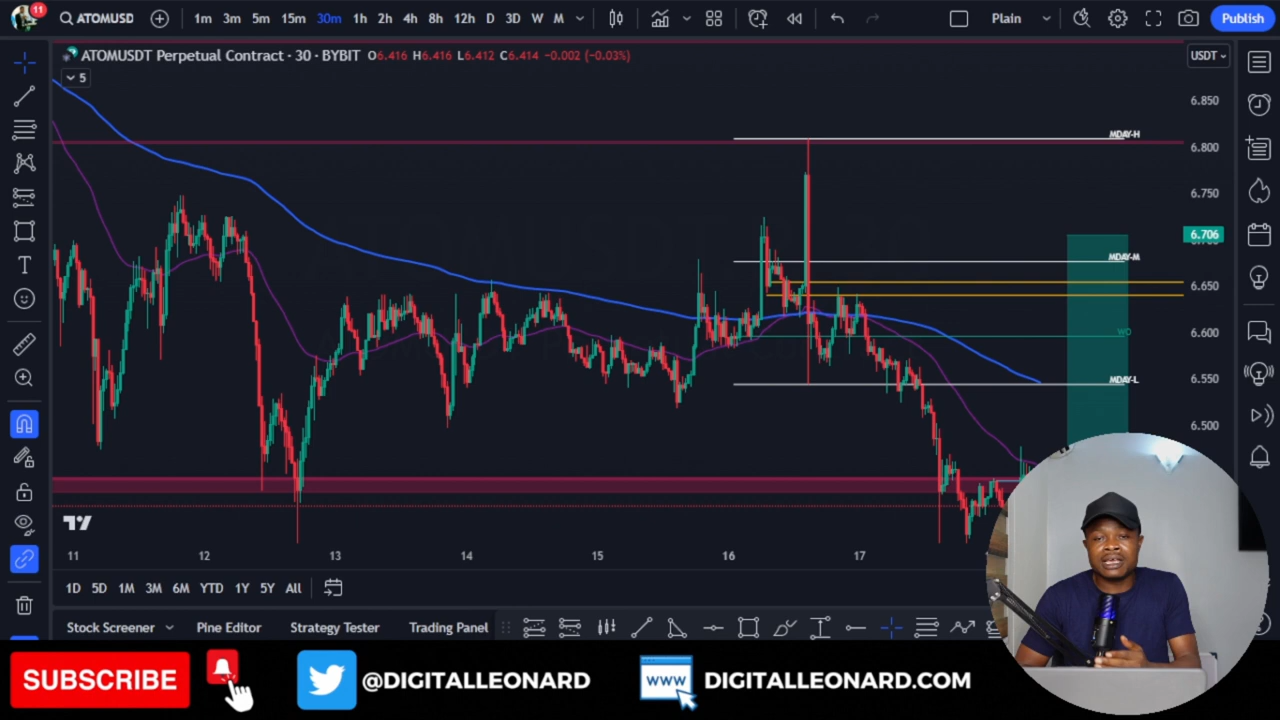 11
ATOMUSD
1m 3m 5m 15m 30m 1h 2h 4h 8h 12h D 3D W M
Plain
Publish
ATOMUSDT Perpetual Contract · 30 · BYBIT O6.416 H6.416 L6.412 C6.414 -0.002 (-0.03%)
USDT
5
6.850
MDAY-H
6.800
6.750
6.706
MDAY-M
6.650
WO
6.600
MDAY-L
6.550
6.500
11 12 13 14 15 16 17
1D 5D 1M 3M 6M YTD 1Y 5Y All
Stock Screener Pine Editor Strategy Tester Trading Panel
SUBSCRIBE @DIGITALLEONARD WWW DIGITALLEONARD.COM